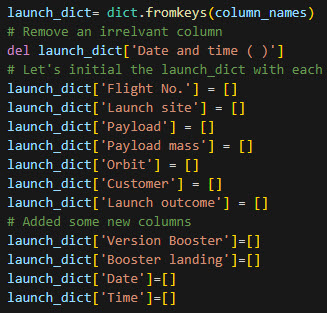 launch_dict= dict.fromkeys(column_names)
# Remove an irrelvant column
del launch_dict['Date and time ( )']
# Let's initial the launch_dict with each
launch_dict['Flight No.'] = []
launch_dict['Launch site'] = []
launch_dict['Payload'] = []
launch_dict['Payload mass'] = []
launch_dict['Orbit'] = []
launch_dict['Customer'] = []
launch_dict['Launch outcome'] = []
# Added some new columns
launch_dict['Version Booster']=[]
launch_dict['Booster landing']=[]
launch_dict['Date']=[]
launch_dict['Time']=[]